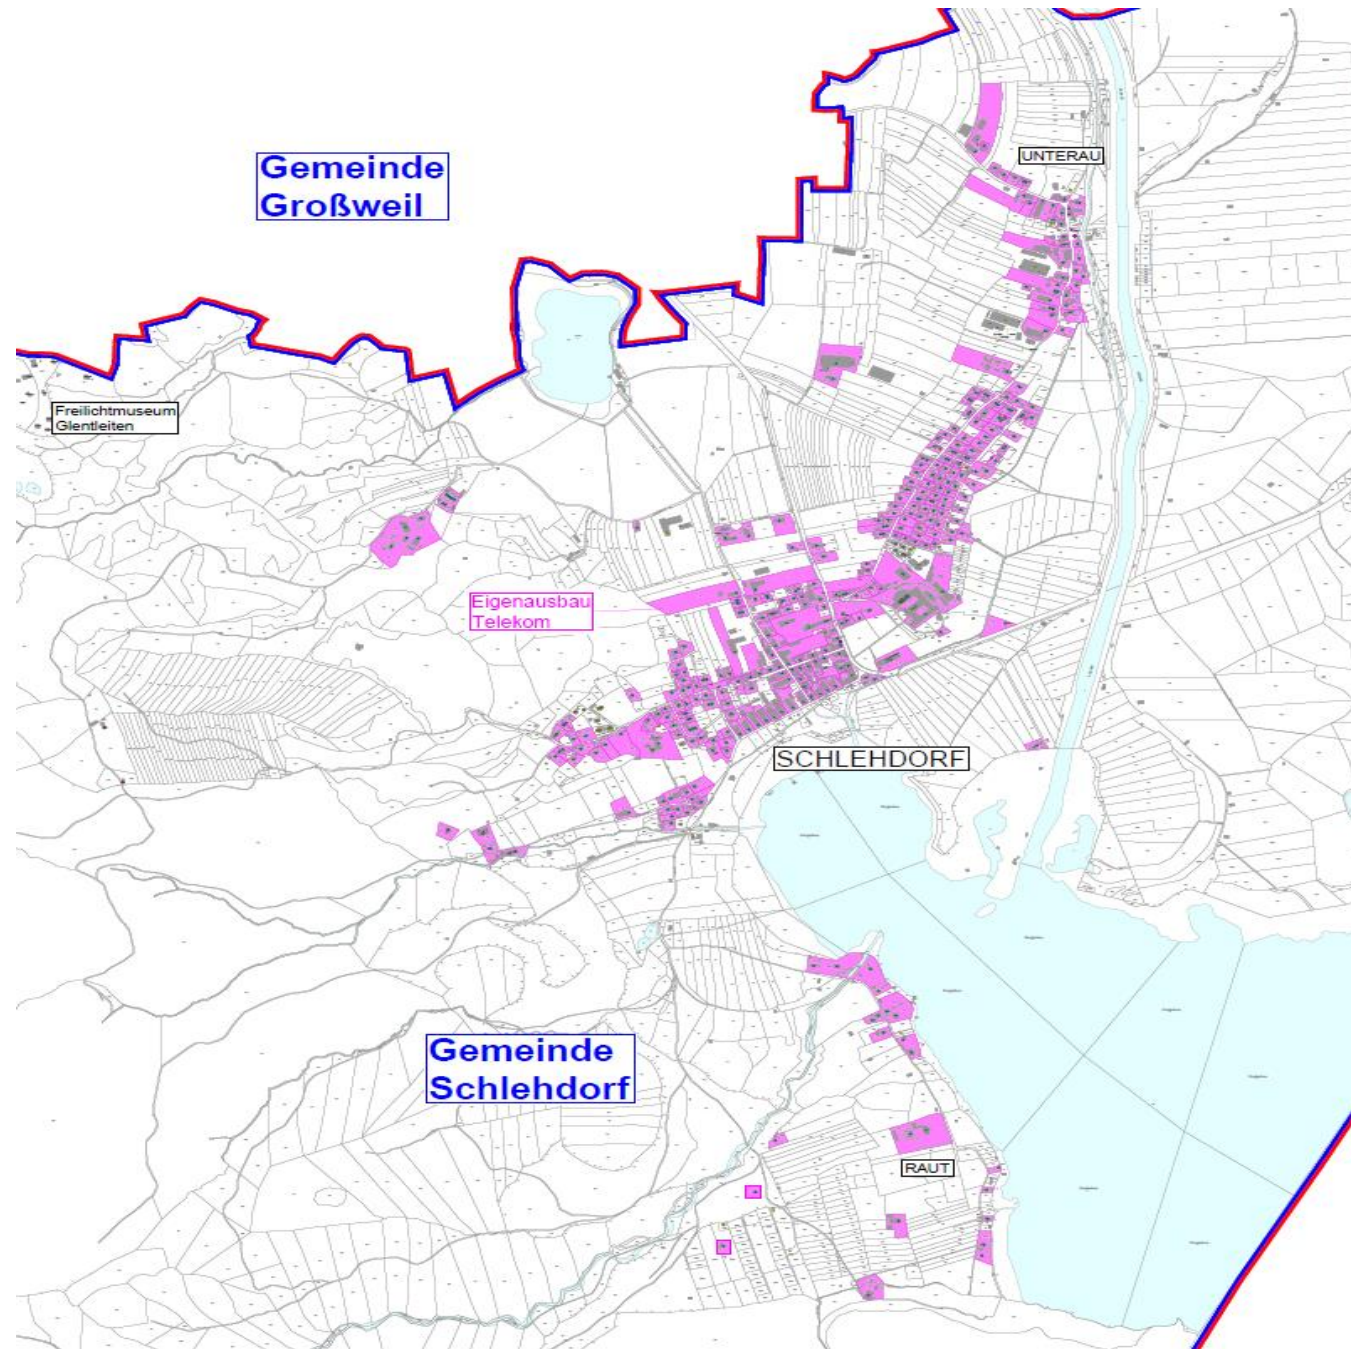 Gemeinde
Großweil
UNTERAU
Freilichtmuseum
Glentleiten
Eigenausbau
Telekom
SCHLEHDORF
Gemeinde
Schlehdorf
RAUT